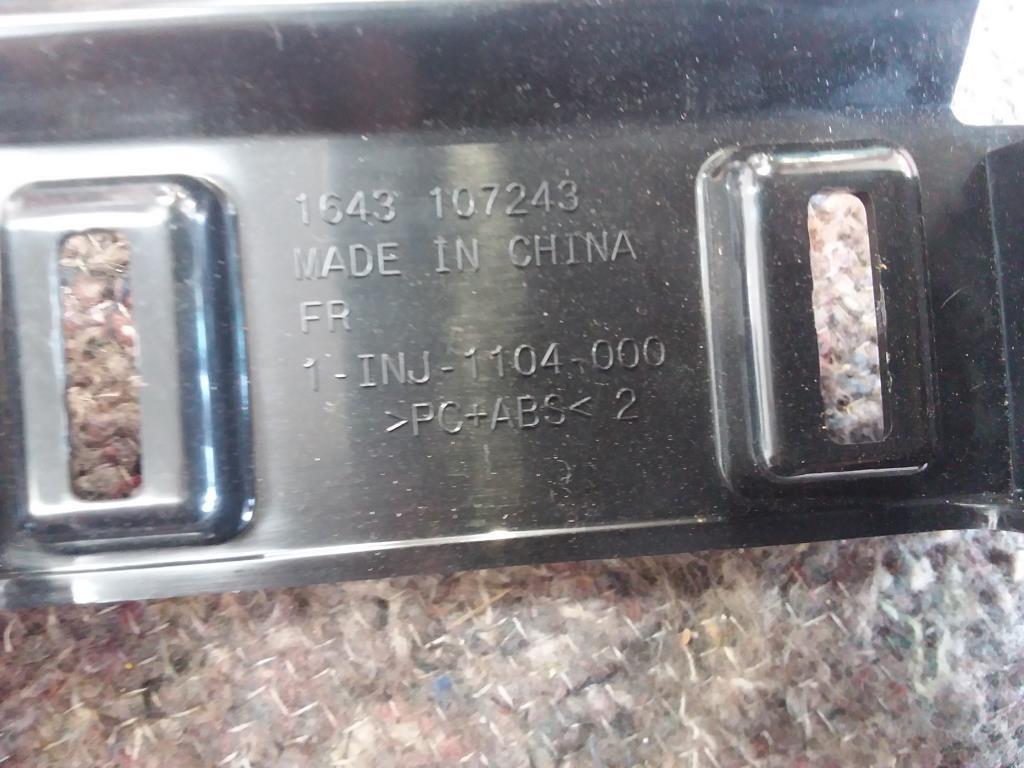 1643 107243
MADE IN CHINA
FR
1-INJ-1104-000
>PC+ABS< 2